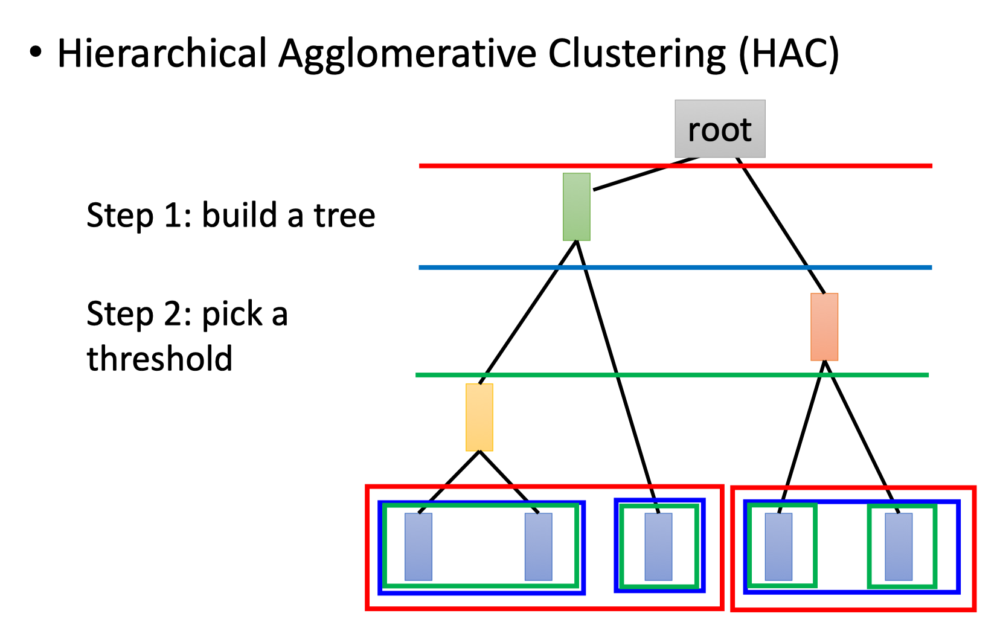 • Hierarchical Agglomerative Clustering (HAC)
root
Step 1: build a tree
Step 2: pick a
threshold